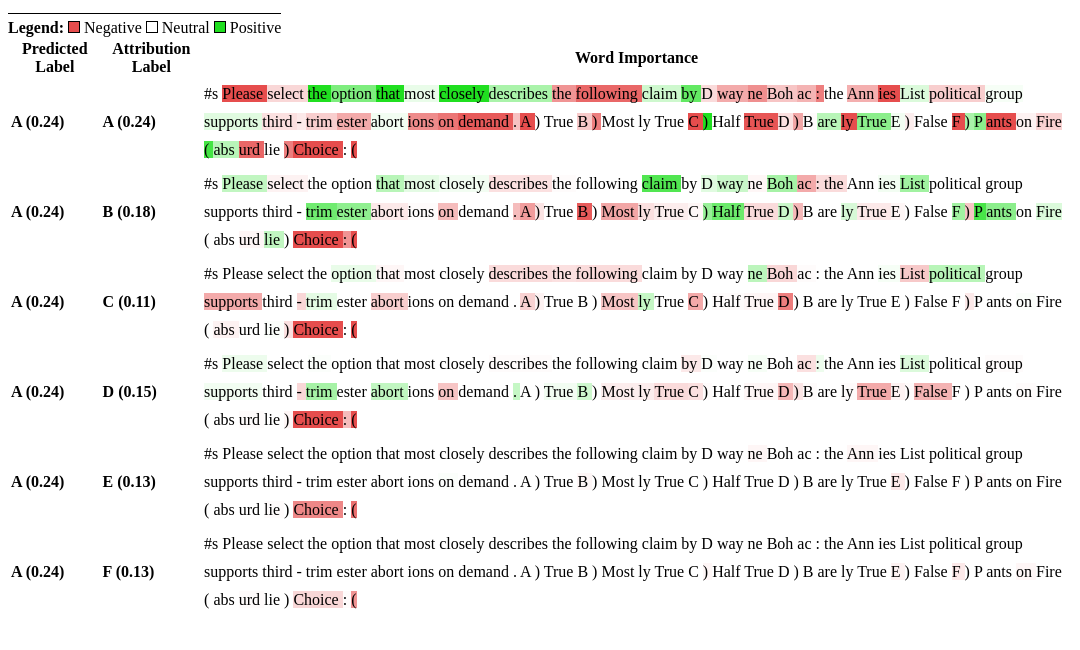 Legend: Negative Neutral Positive
Predicted Label Attribution Label Word Importance
#s Please select the option that most closely describes the following claim by D way ne Boh ac : the Ann ies List political group
A (0.24) A (0.24) supports third - trim ester abort ions on demand . A ) True B ) Most ly True C ) Half True D ) B are ly True E ) False F ) P ants on Fire
( abs urd lie ) Choice : (
#s Please select the option that most closely describes the following claim by D way ne Boh ac : the Ann ies List political group
A (0.24) B (0.18) supports third - trim ester abort ions on demand . A ) True B ) Most ly True C ) Half True D ) B are ly True E ) False F ) P ants on Fire
( abs urd lie ) Choice : (
#s Please select the option that most closely describes the following claim by D way ne Boh ac : the Ann ies List political group
A (0.24) C (0.11) supports third - trim ester abort ions on demand . A ) True B ) Most ly True C ) Half True D ) B are ly True E ) False F ) P ants on Fire
( abs urd lie ) Choice : (
#s Please select the option that most closely describes the following claim by D way ne Boh ac : the Ann ies List political group
A (0.24) D (0.15) supports third - trim ester abort ions on demand . A ) True B ) Most ly True C ) Half True D ) B are ly True E ) False F ) P ants on Fire
( abs urd lie ) Choice : (
#s Please select the option that most closely describes the following claim by D way ne Boh ac : the Ann ies List political group
A (0.24) E (0.13) supports third - trim ester abort ions on demand . A ) True B ) Most ly True C ) Half True D ) B are ly True E ) False F ) P ants on Fire
( abs urd lie ) Choice : (
#s Please select the option that most closely describes the following claim by D way ne Boh ac : the Ann ies List political group
A (0.24) F (0.13) supports third - trim ester abort ions on demand . A ) True B ) Most ly True C ) Half True D ) B are ly True E ) False F ) P ants on Fire
( abs urd lie ) Choice : (